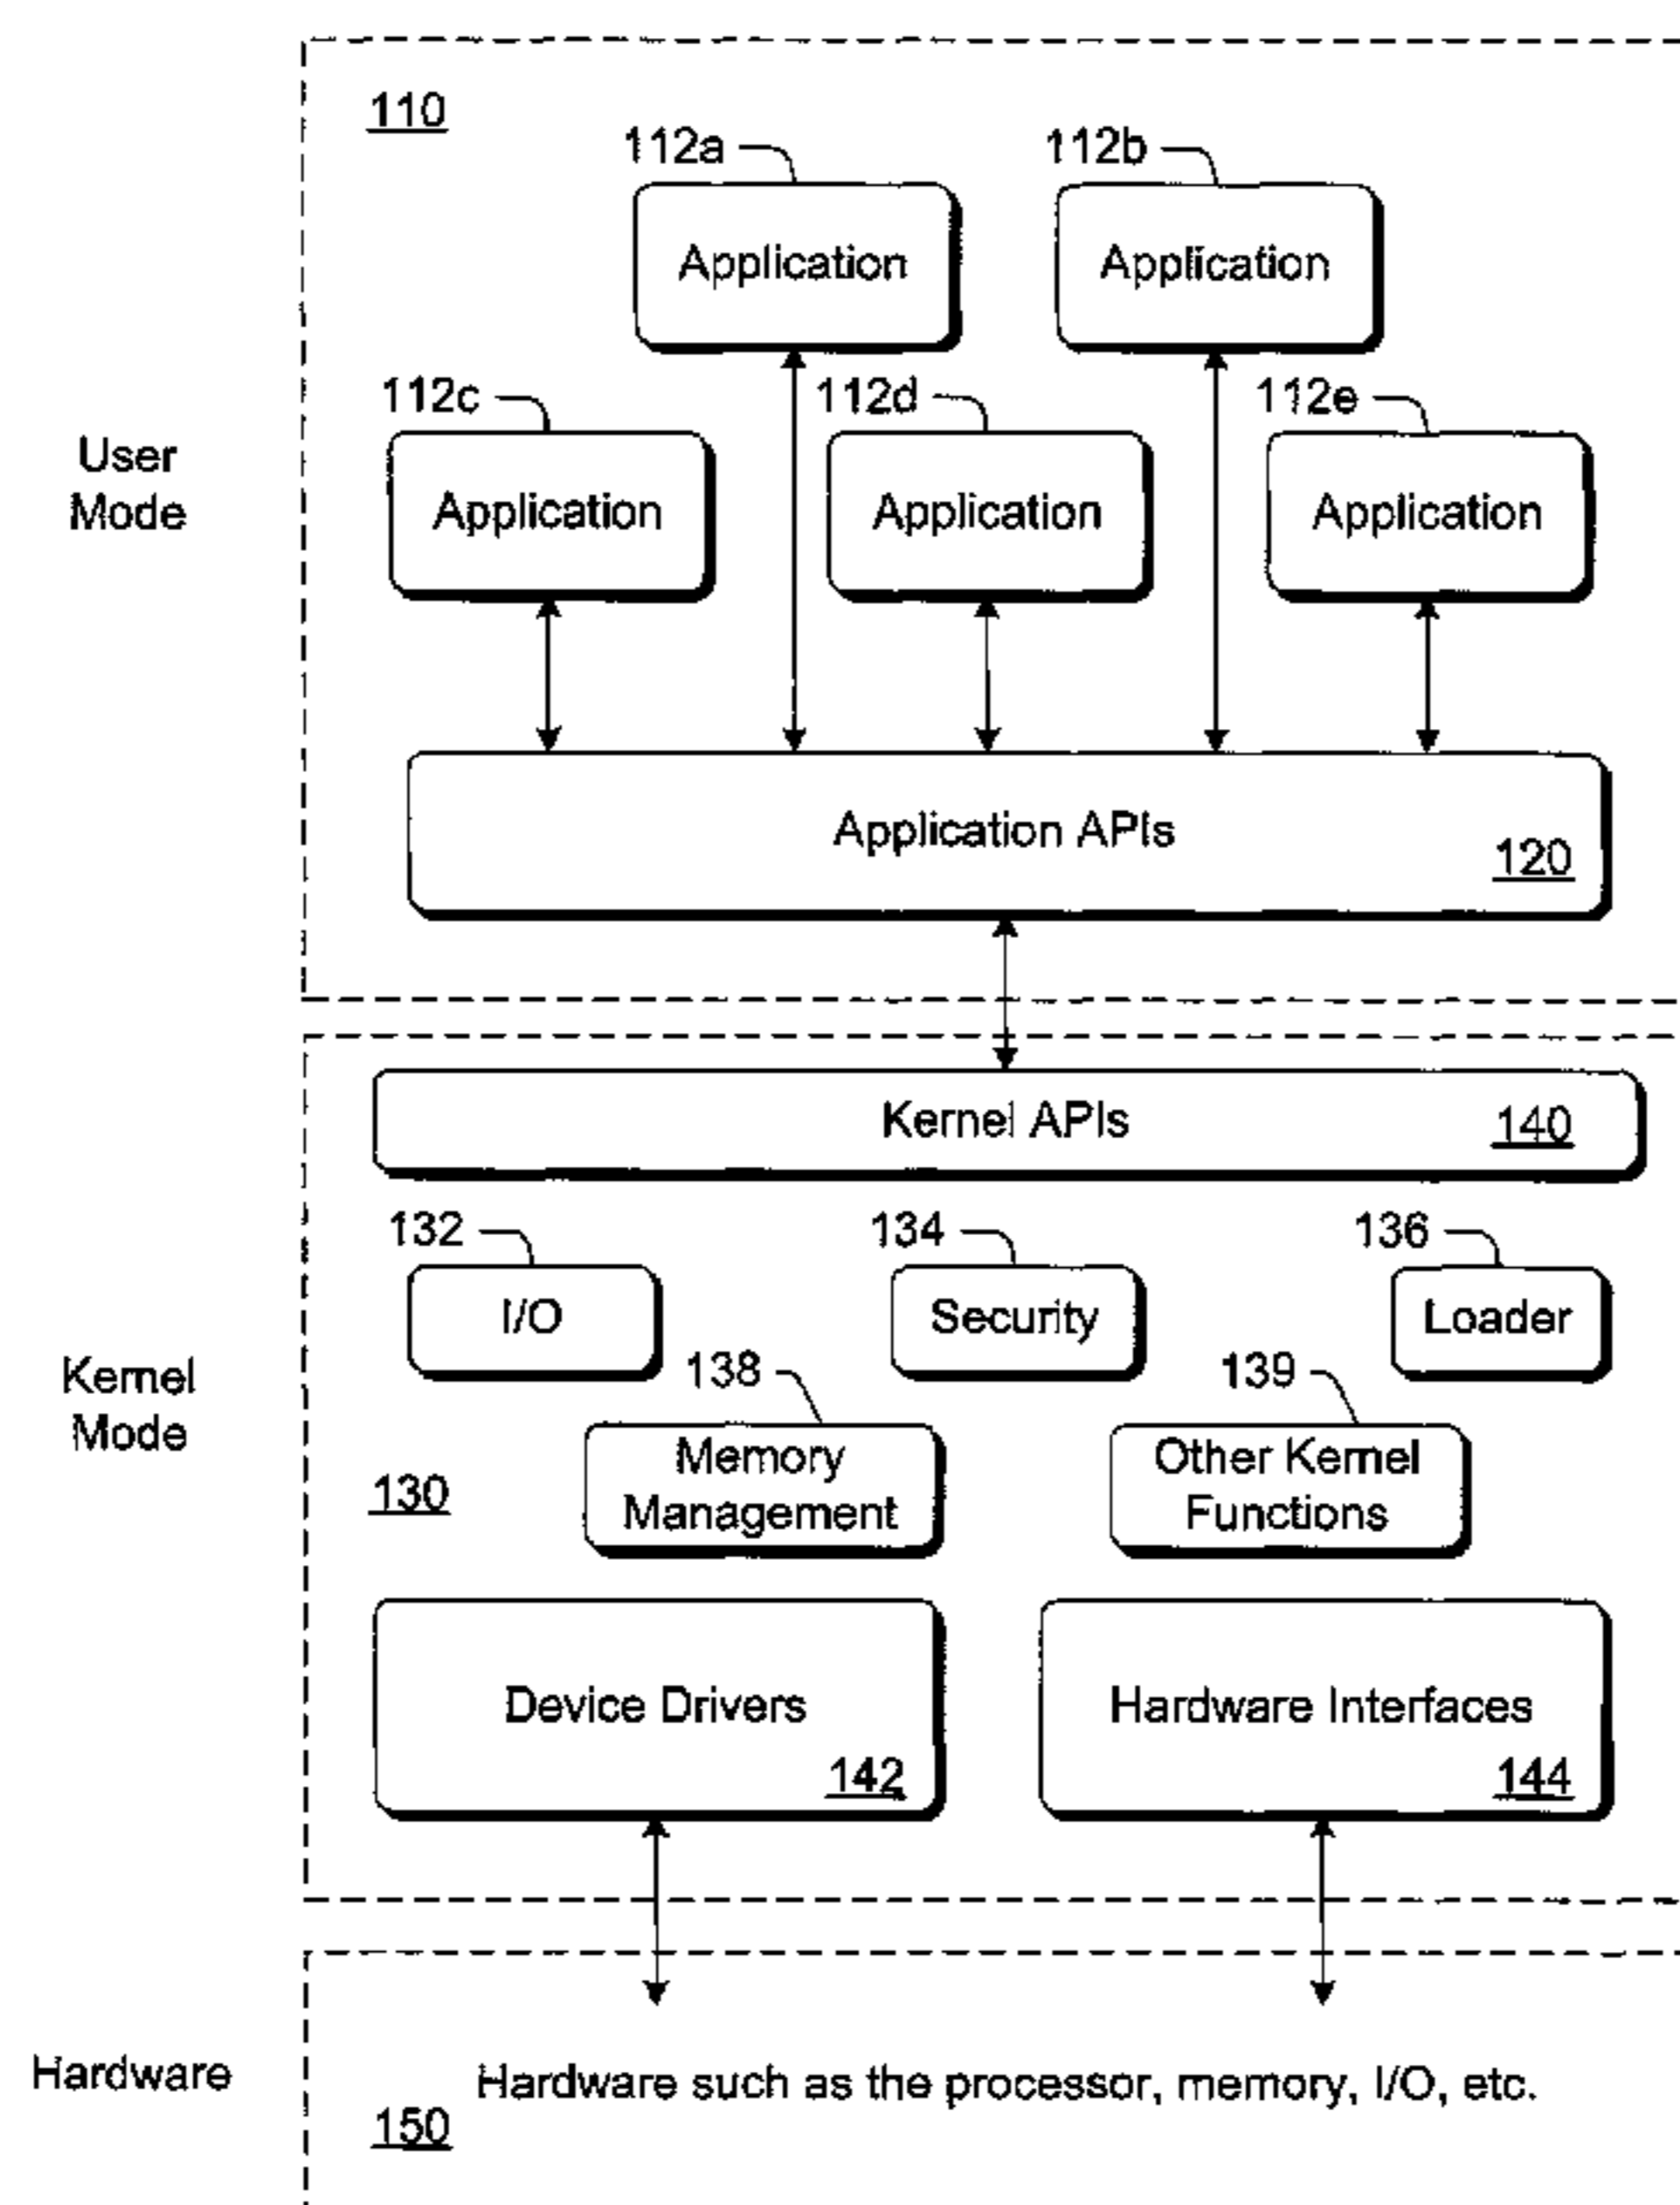 110
112a
112b
Application
Application
112c
112d
112e
User
Mode
Application
Application
Application
Application APIs
120
Kernel APIs
140
132
134
136
I/O
Security
Loader
138
139
Kernel
Mode
Memory
Management
Other Kernel
Functions
130
Device Drivers
142
Hardware Interfaces
144
Hardware
Hardware such as the processor, memory, I/O, etc.
150